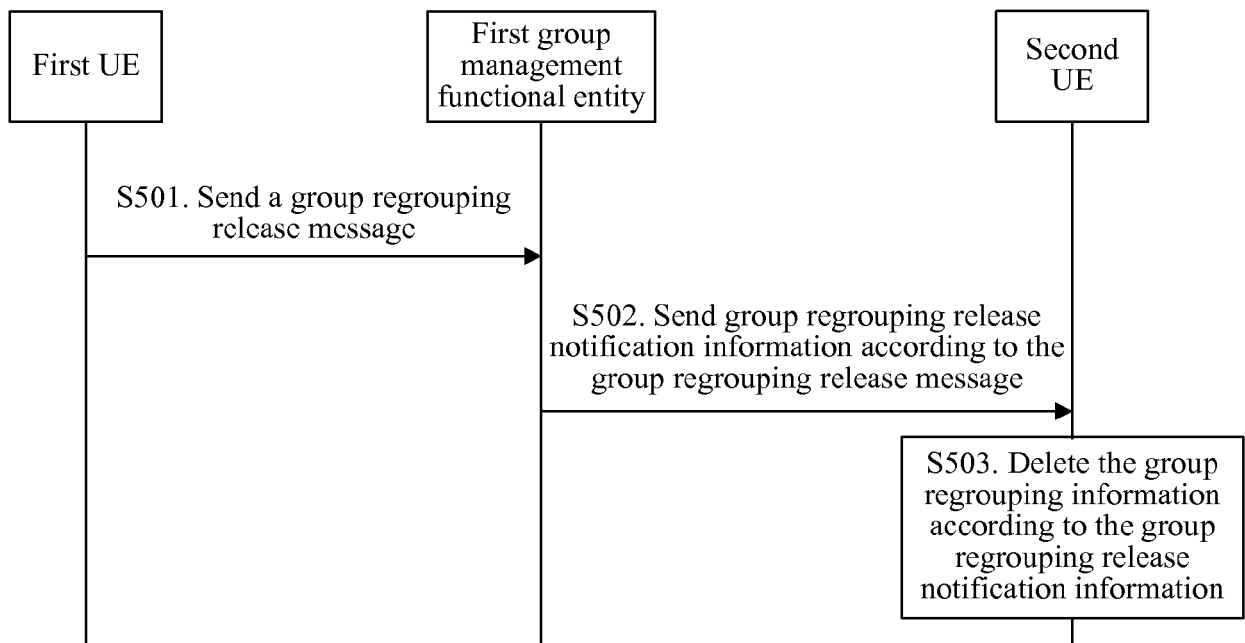 First UE
First group
management
functional entity
Second
UE
S501. Send a group regrouping
release message
S502. Send group regrouping release
notification information according to the
group regrouping release message
S503. Delete the group
regrouping information
according to the group
regrouping release
notification information